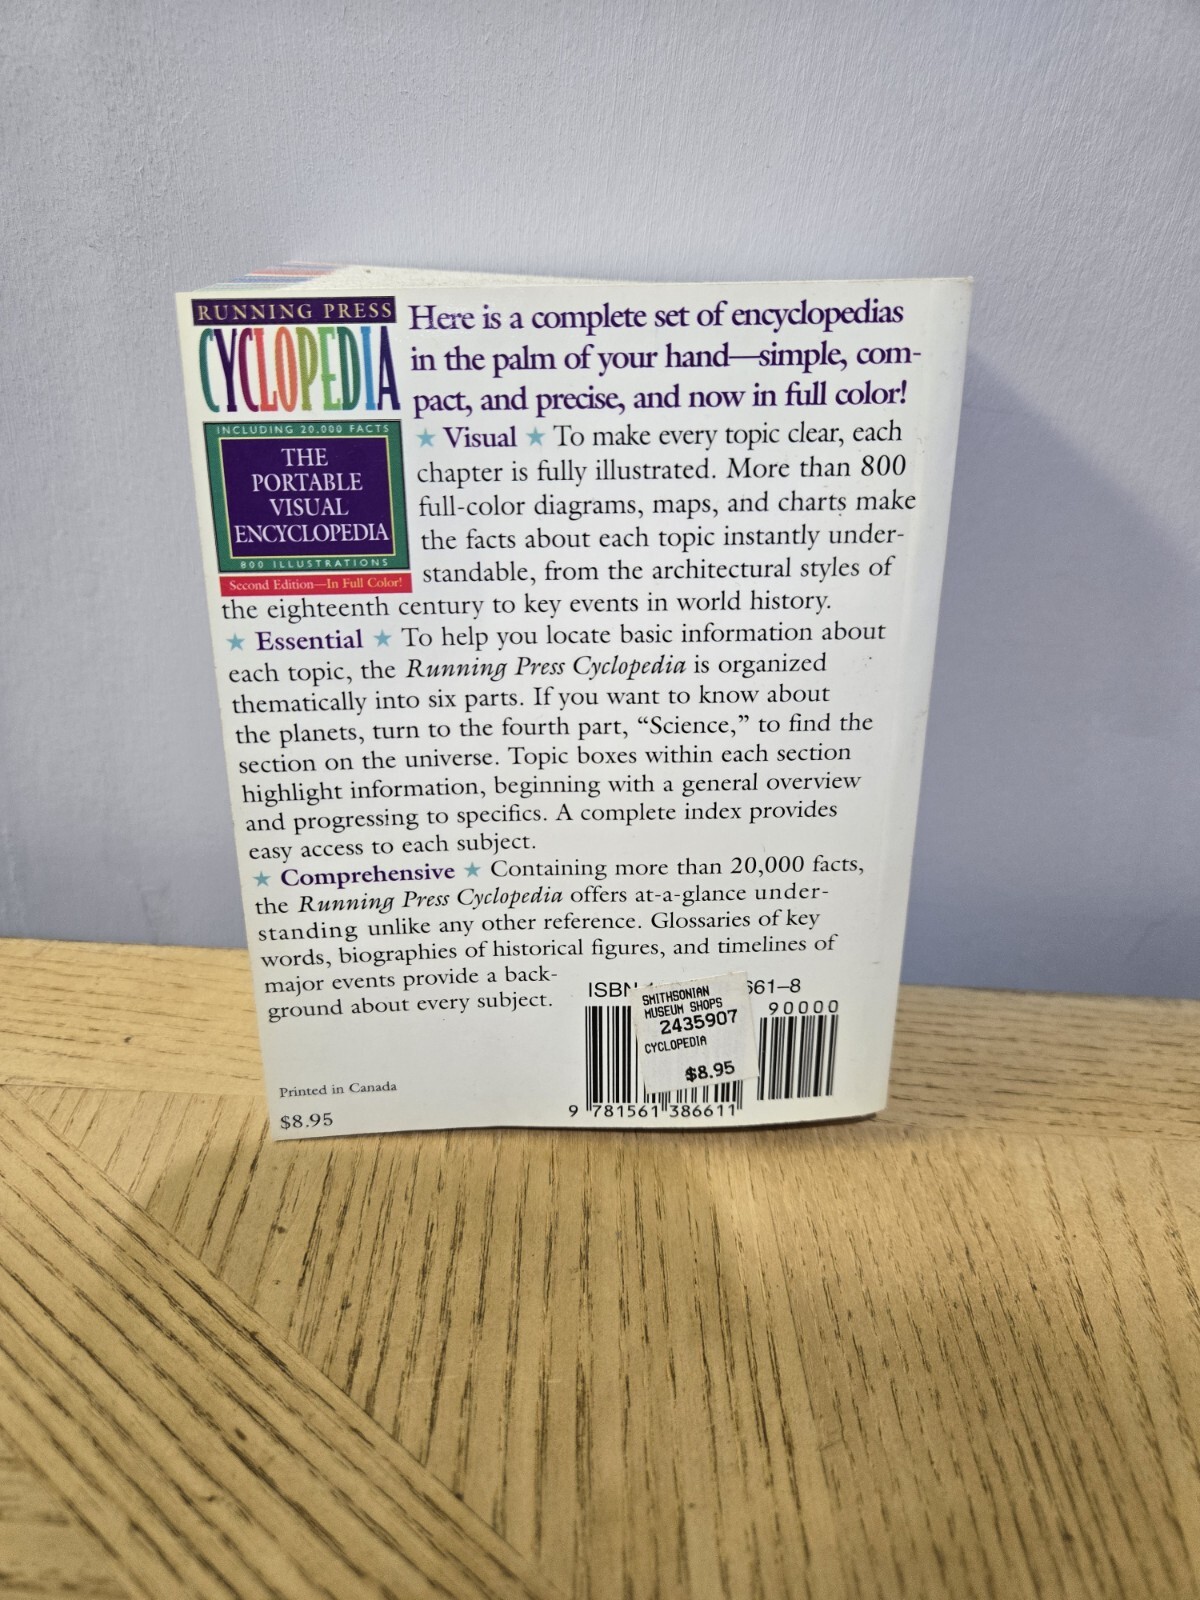 RUNNING PRESS
CYCLOPEDIA
INCLUDING 20,000 FACTS
THE
PORTABLE
VISUAL
ENCYCLOPEDIA
800 ILLUSTRATIONS
Second Edition—In Full Color!
Here is a complete set of encyclopedias
in the palm of your hand—simple, com-
pact, and precise, and now in full color!
★ Visual ★ To make every topic clear, each
chapter is fully illustrated. More than 800
full-color diagrams, maps, and charts make
the facts about each topic instantly under-
standable, from the architectural styles of
the eighteenth century to key events in world history.
★ Essential ★ To help you locate basic information about
each topic, the Running Press Cyclopedia is organized
thematically into six parts. If you want to know about
the planets, turn to the fourth part, “Science,” to find the
section on the universe. Topic boxes within each section
highlight information, beginning with a general overview
and progressing to specifics. A complete index provides
easy access to each subject.
★ Comprehensive ★ Containing more than 20,000 facts,
the Running Press Cyclopedia offers at-a-glance under-
standing unlike any other reference. Glossaries of key
words, biographies of historical figures, and timelines of
major events provide a back-
ground about every subject.
Printed in Canada
$8.95
ISBN 661–8
90000
SMITHSONIAN
MUSEUM SHOPS
2435907
CYCLOPEDIA
$8.95
9 781561 386611